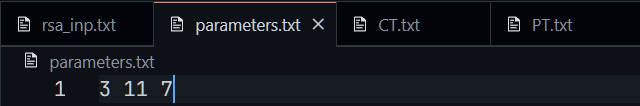 rsa_inp.txt
parameters.txt
CT.txt
PT.txt
parameters.txt
1 3 11 7